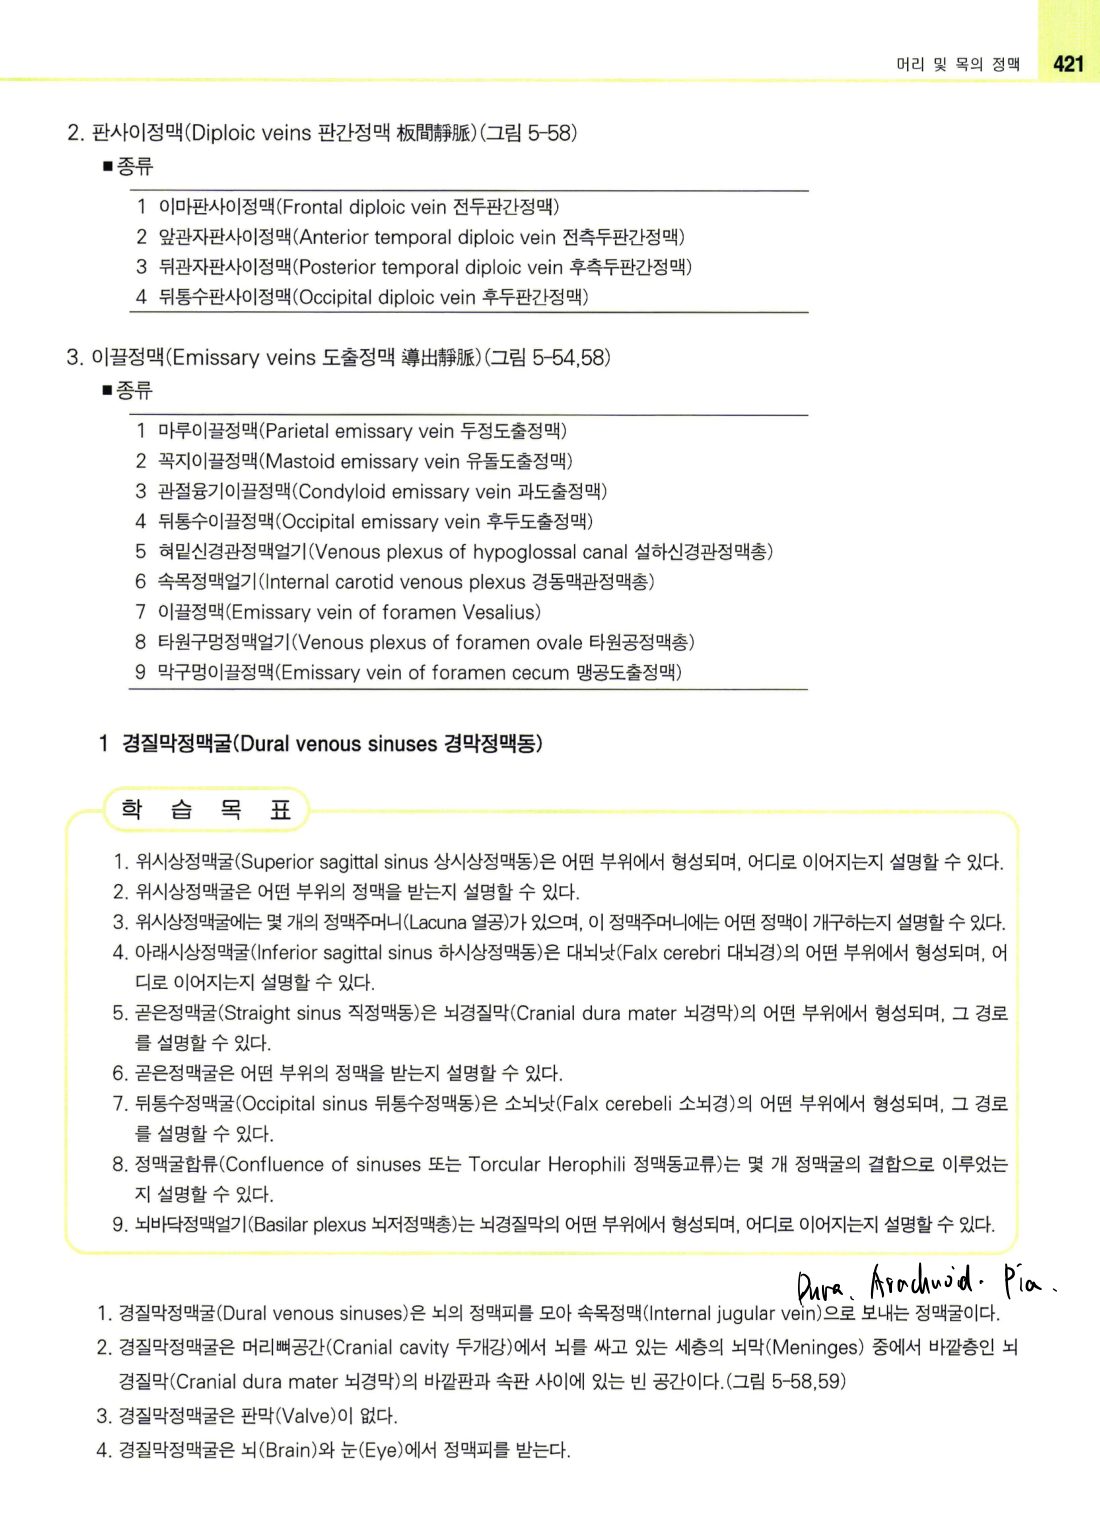 머리 및 목의 정맥 421
2. 판사이정맥(Diploic veins 판간정맥 板間靜脈)(그림 5-58)
■ 종류
1 이마판사이정맥(Frontal diploic vein 전두판간정맥)
2 앞관자판사이정맥(Anterior temporal diploic vein 전측두판간정맥)
3 뒤관자판사이정맥(Posterior temporal diploic vein 후측두판간정맥)
4 뒤통수판사이정맥(Occipital diploic vein 후두판간정맥)
3. 이끌정맥(Emissary veins 도출정맥 導出靜脈)(그림 5-54,58)
■ 종류
1 마루이끌정맥(Parietal emissary vein 두정도출정맥)
2 꼭지이끌정맥(Mastoid emissary vein 유돌도출정맥)
3 관절융기이끌정맥(Condyloid emissary vein 과도출정맥)
4 뒤통수이끌정맥(Occipital emissary vein 후두도출정맥)
5 혀밑신경관정맥얼기(Venous plexus of hypoglossal canal 설하신경관정맥총)
6 속목정맥얼기(Internal carotid venous plexus 경동맥관정맥총)
7 이끌정맥(Emissary vein of foramen Vesalius)
8 타원구멍정맥얼기(Venous plexus of foramen ovale 타원공정맥총)
9 막구멍이끌정맥(Emissary vein of foramen cecum 맹공도출정맥)
1 경질막정맥굴(Dural venous sinuses 경막정맥동)
학 습 목 표
1. 위시상정맥굴(Superior sagittal sinus 상시상정맥동)은 어떤 부위에서 형성되며, 어디로 이어지는지 설명할 수 있다.
2. 위시상정맥굴은 어떤 부위의 정맥을 받는지 설명할 수 있다.
3. 위시상정맥굴에는 몇 개의 정맥주머니(Lacuna 열공)가 있으며, 이 정맥주머니에는 어떤 정맥이 개구하는지 설명할 수 있다.
4. 아래시상정맥굴(Inferior sagittal sinus 하시상정맥동)은 대뇌낫(Falx cerebri 대뇌겸)의 어떤 부위에서 형성되며, 어
디로 이어지는지 설명할 수 있다.
5. 곧은정맥굴(Straight sinus 직정맥동)은 뇌경질막(Cranial dura mater 뇌경막)의 어떤 부위에서 형성되며, 그 경로
를 설명할 수 있다.
6. 곧은정맥굴은 어떤 부위의 정맥을 받는지 설명할 수 있다.
7. 뒤통수정맥굴(Occipital sinus 뒤통수정맥동)은 소뇌낫(Falx cerebeli 소뇌겸)의 어떤 부위에서 형성되며, 그 경로
를 설명할 수 있다.
8. 정맥굴합류(Confluence of sinuses 또는 Torcular Herophili 정맥동교류)는 몇 개 정맥굴의 결합으로 이루었는
지 설명할 수 있다.
9. 뇌바닥정맥얼기(Basilar plexus 뇌저정맥총)는 뇌경질막의 어떤 부위에서 형성되며, 어디로 이어지는지 설명할 수 있다.
Dura. Arachnoid. Pia.
1. 경질막정맥굴(Dural venous sinuses)은 뇌의 정맥피를 모아 속목정맥(Internal jugular vein)으로 보내는 정맥굴이다.
2. 경질막정맥굴은 머리뼈공간(Cranial cavity 두개강)에서 뇌를 싸고 있는 세층의 뇌막(Meninges) 중에서 바깥층인 뇌
경질막(Cranial dura mater 뇌경막)의 바깥판과 속판 사이에 있는 빈 공간이다.(그림 5-58,59)
3. 경질막정맥굴은 판막(Valve)이 없다.
4. 경질막정맥굴은 뇌(Brain)와 눈(Eye)에서 정맥피를 받는다.